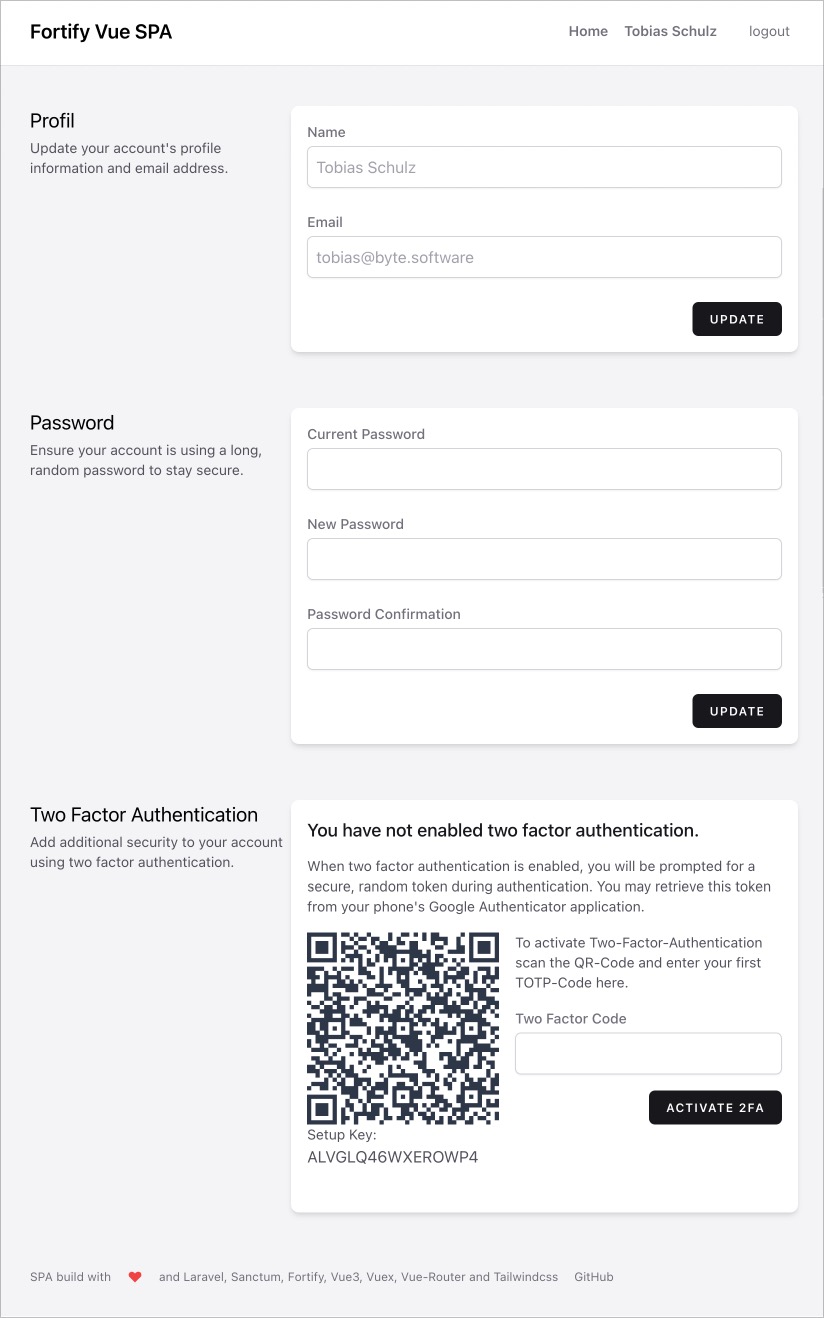 Fortify Vue SPA
Home Tobias Schulz logout
Profil
Update your account's profile
information and email address.
Name
Tobias Schulz
Email
tobias@byte.software
UPDATE
Password
Ensure your account is using a long,
random password to stay secure.
Current Password
New Password
Password Confirmation
UPDATE
Two Factor Authentication
Add additional security to your account
using two factor authentication.
You have not enabled two factor authentication.
When two factor authentication is enabled, you will be prompted for a
secure, random token during authentication. You may retrieve this token
from your phone's Google Authenticator application.
To activate Two-Factor-Authentication
scan the QR-Code and enter your first
TOTP-Code here.
Two Factor Code
ACTIVATE 2FA
Setup Key:
ALVGLQ46WXEROWP4
SPA build with ♥ and Laravel, Sanctum, Fortify, Vue3, Vuex, Vue-Router and Tailwindcss GitHub